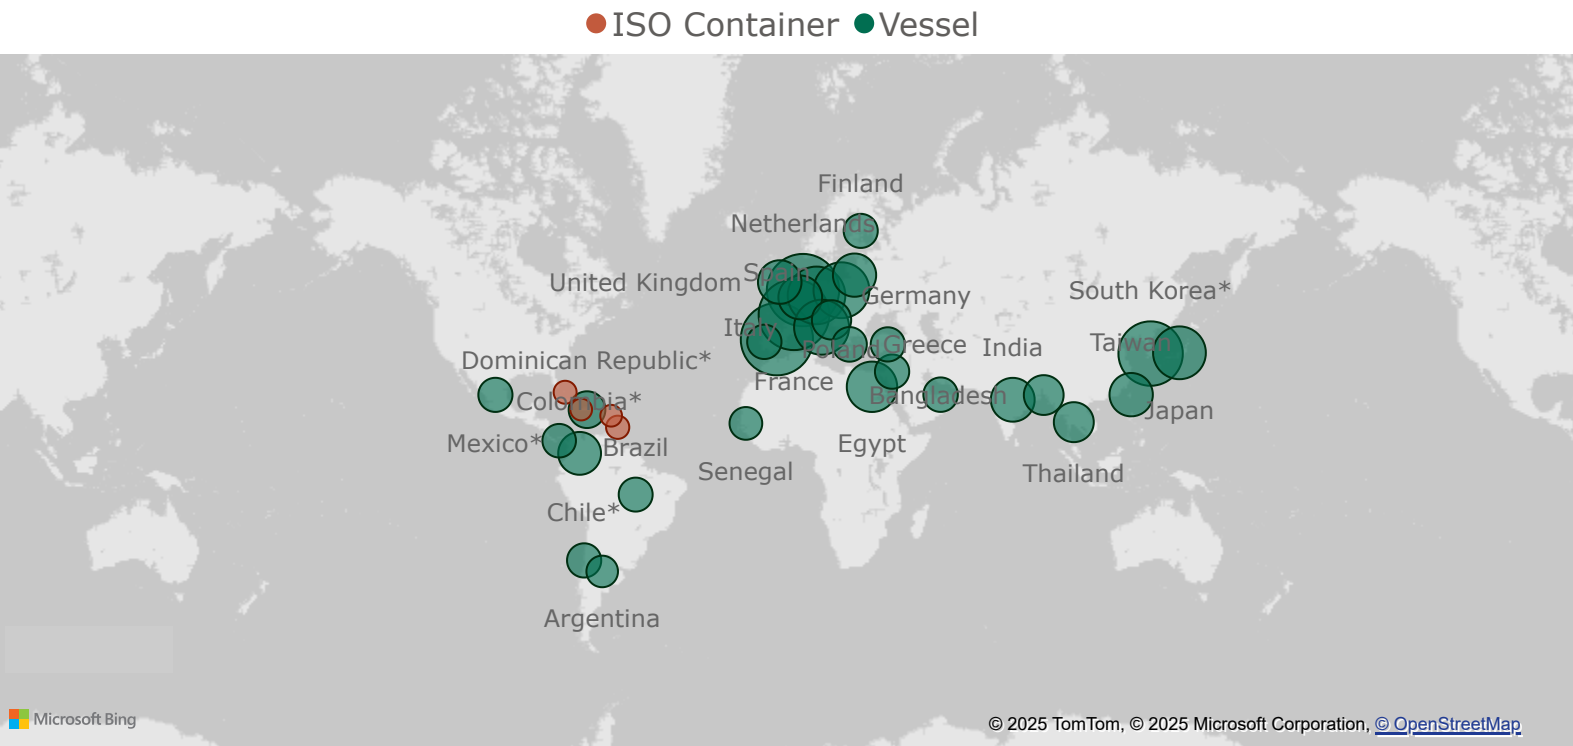 ISO Container Vessel
Finland
Netherlands
Spain
United Kingdom
Germany
South Korea*
Italy
Taiwan
Poland
Greece
India
Dominican Republic*
France
Bangladesh
Colombia*
Japan
Mexico*
Brazil
Egypt
Senegal
Thailand
Chile*
Argentina
Microsoft Bing
© 2025 TomTom, © 2025 Microsoft Corporation, © OpenStreetMap